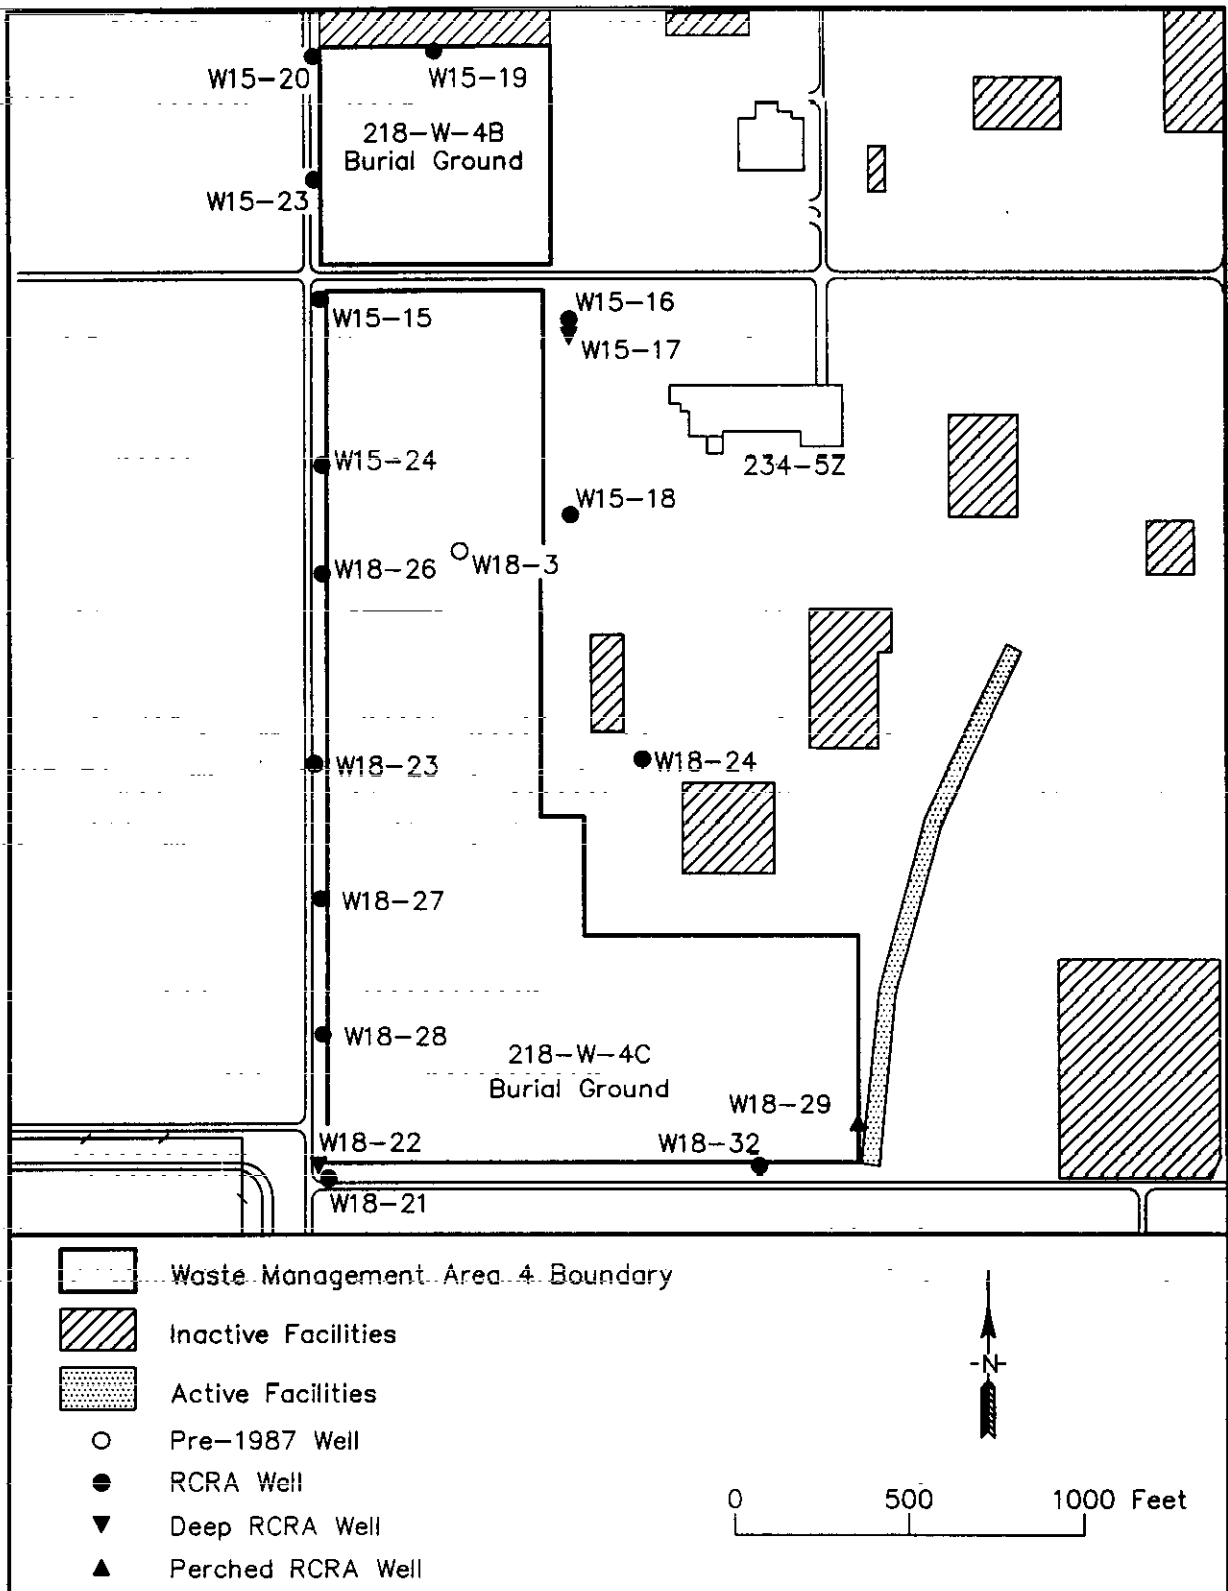 W15-20
W15-19
218-W-4B
Burial Ground
W15-23
W15-16
W15-15
W15-17
W15-24
234-5Z
W15-18
W18-3
W18-26
W18-24
W18-23
W18-27
W18-28
218-W-4C
Burial Ground
W18-29
W18-22
W18-32
W18-21
Waste Management Area 4 Boundary
Inactive Facilities
Active Facilities
Pre-1987 Well
RCRA Well
Deep RCRA Well
Perched RCRA Well
N
0 500 1000 Feet